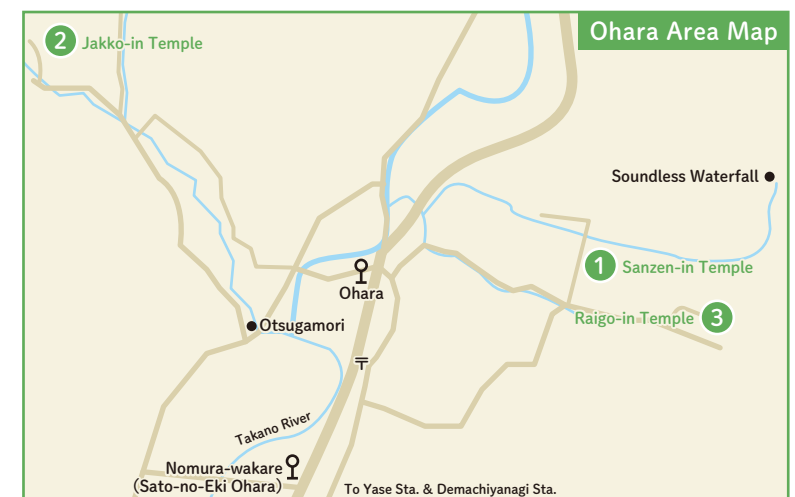 Ohara Area Map
2 Jakko-in Temple
Soundless Waterfall
1 Sanzen-in Temple
Ohara
Raigo-in Temple 3
Otsugamori
〒
Takano River
Nomura-wakare
(Sato-no-Eki Ohara)
To Yase Sta. & Demachiyanagi Sta.